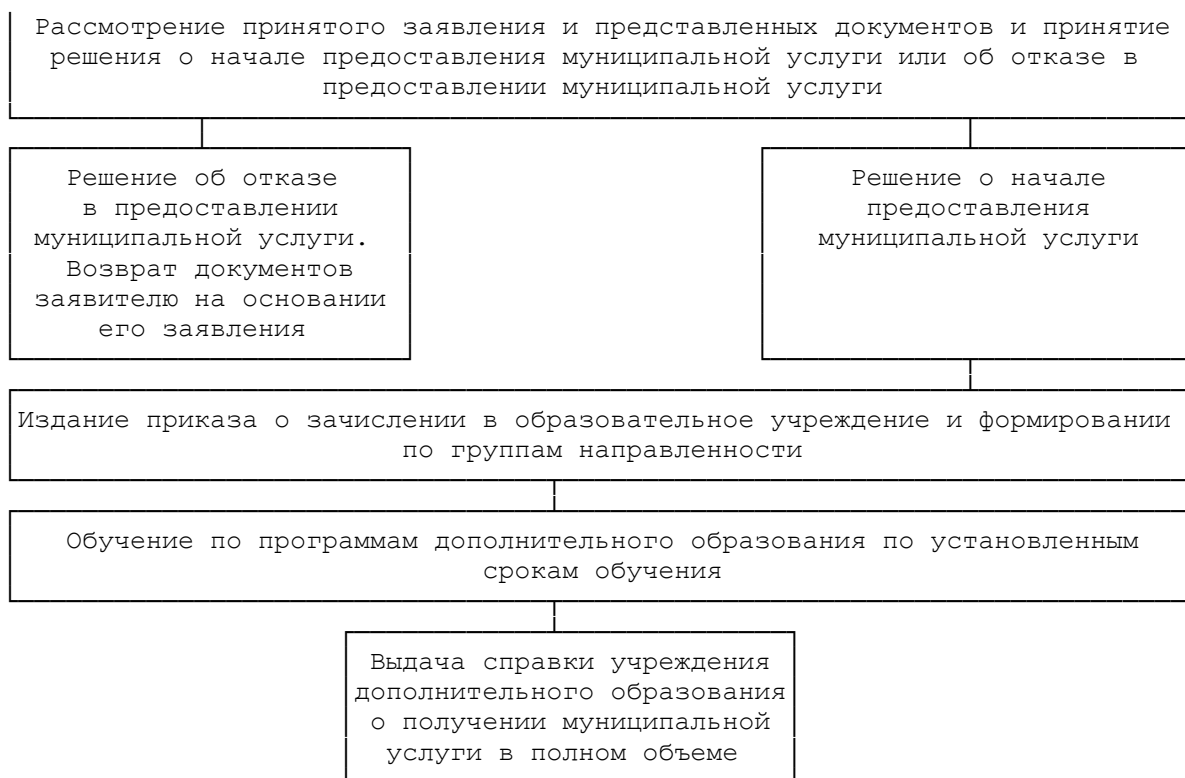 Рассмотрение принятого заявления и представленных документов и принятие
решения о начале предоставления муниципальной услуги или об отказе в
предоставлении муниципальной услуги
Решение об отказе
в предоставлении
муниципальной услуги.
Возврат документов
заявителю на основании
его заявления
Решение о начале
предоставления
муниципальной услуги
Издание приказа о зачислении в образовательное учреждение и формировании
по группам направленности
Обучение по программам дополнительного образования по установленным
срокам обучения
Выдача справки учреждения
дополнительного образования
о получении муниципальной
услуги в полном объеме